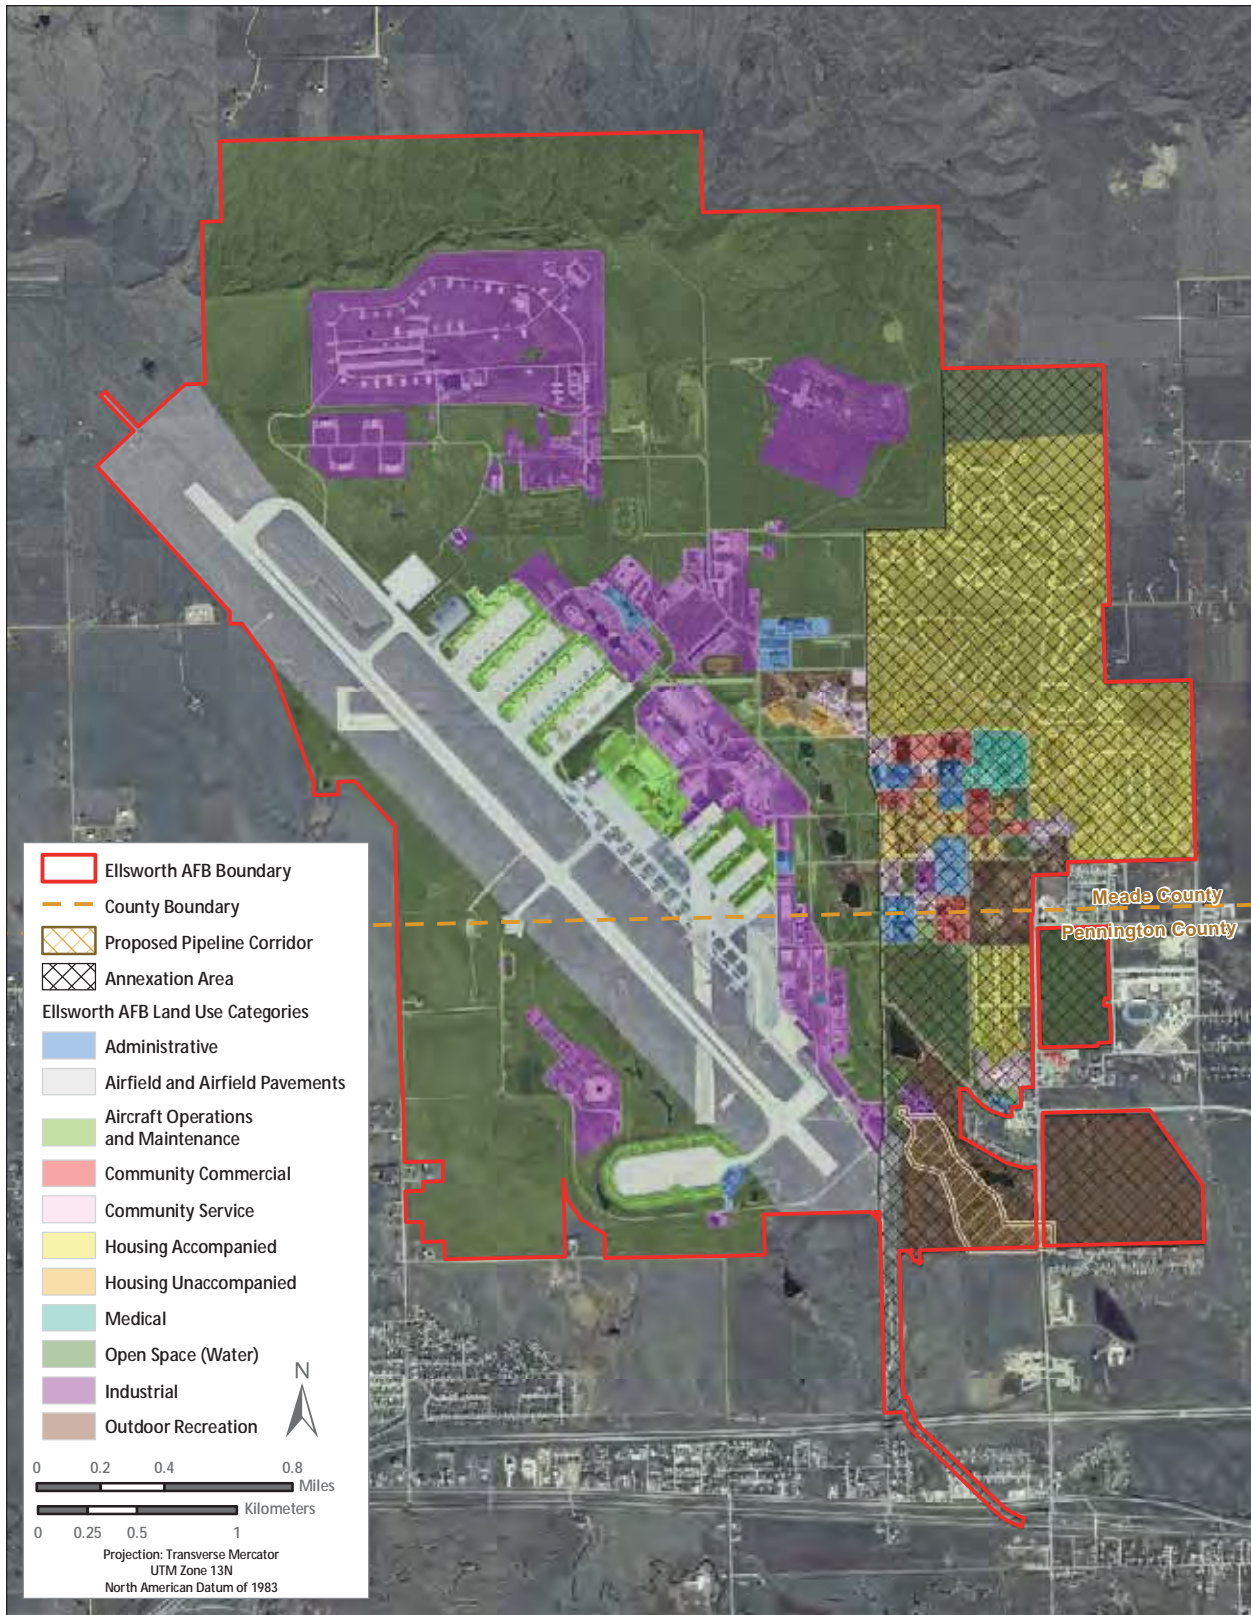 Meade County
Pennington County
Ellsworth AFB Boundary
County Boundary
Proposed Pipeline Corridor
Annexation Area
Ellsworth AFB Land Use Categories
Administrative
Airfield and Airfield Pavements
Aircraft Operations
and Maintenance
Community Commercial
Community Service
Housing Accompanied
Housing Unaccompanied
Medical
Open Space (Water)
Industrial
Outdoor Recreation
N
0 0.2 0.4 0.8
Miles
Kilometers
0 0.25 0.5 1
Projection: Transverse Mercator
UTM Zone 13N
North American Datum of 1983